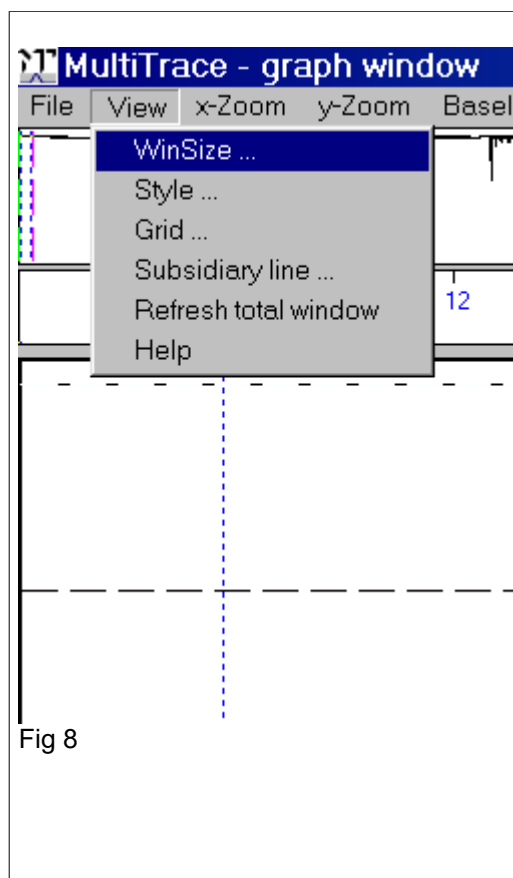 MultiTrace - graph window
File View x-Zoom y-Zoom Basel
WinSize ...
Style ...
Grid ...
Subsidiary line ...
Refresh total window
Help
12
Fig 8